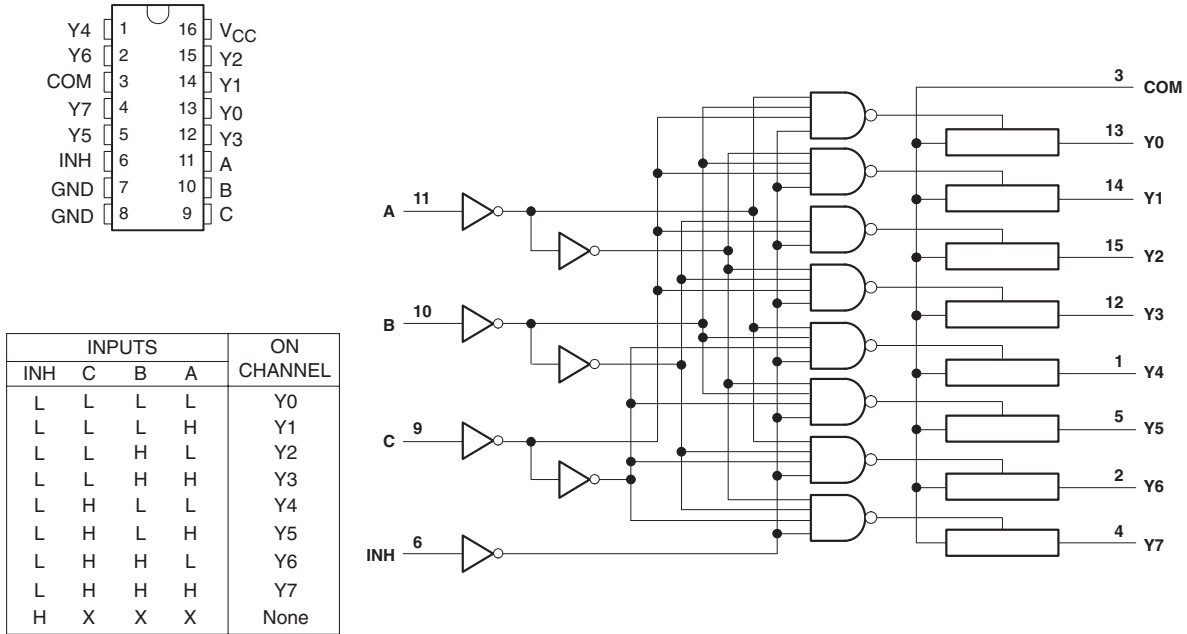 Y4 1 16 VCC
Y6 2 15 Y2
COM 3 14 Y1
Y7 4 13 Y0
Y5 5 12 Y3
INH 6 11 A
GND 7 10 B
GND 8 9 C
INPUTS ON CHANNEL
INH C B A
L L L L Y0
L L L H Y1
L L H L Y2
L L H H Y3
L H L L Y4
L H L H Y5
L H H L Y6
L H H H Y7
H X X X None
A 11
B 10
C 9
INH 6
3 COM
13 Y0
14 Y1
15 Y2
12 Y3
1 Y4
5 Y5
2 Y6
4 Y7